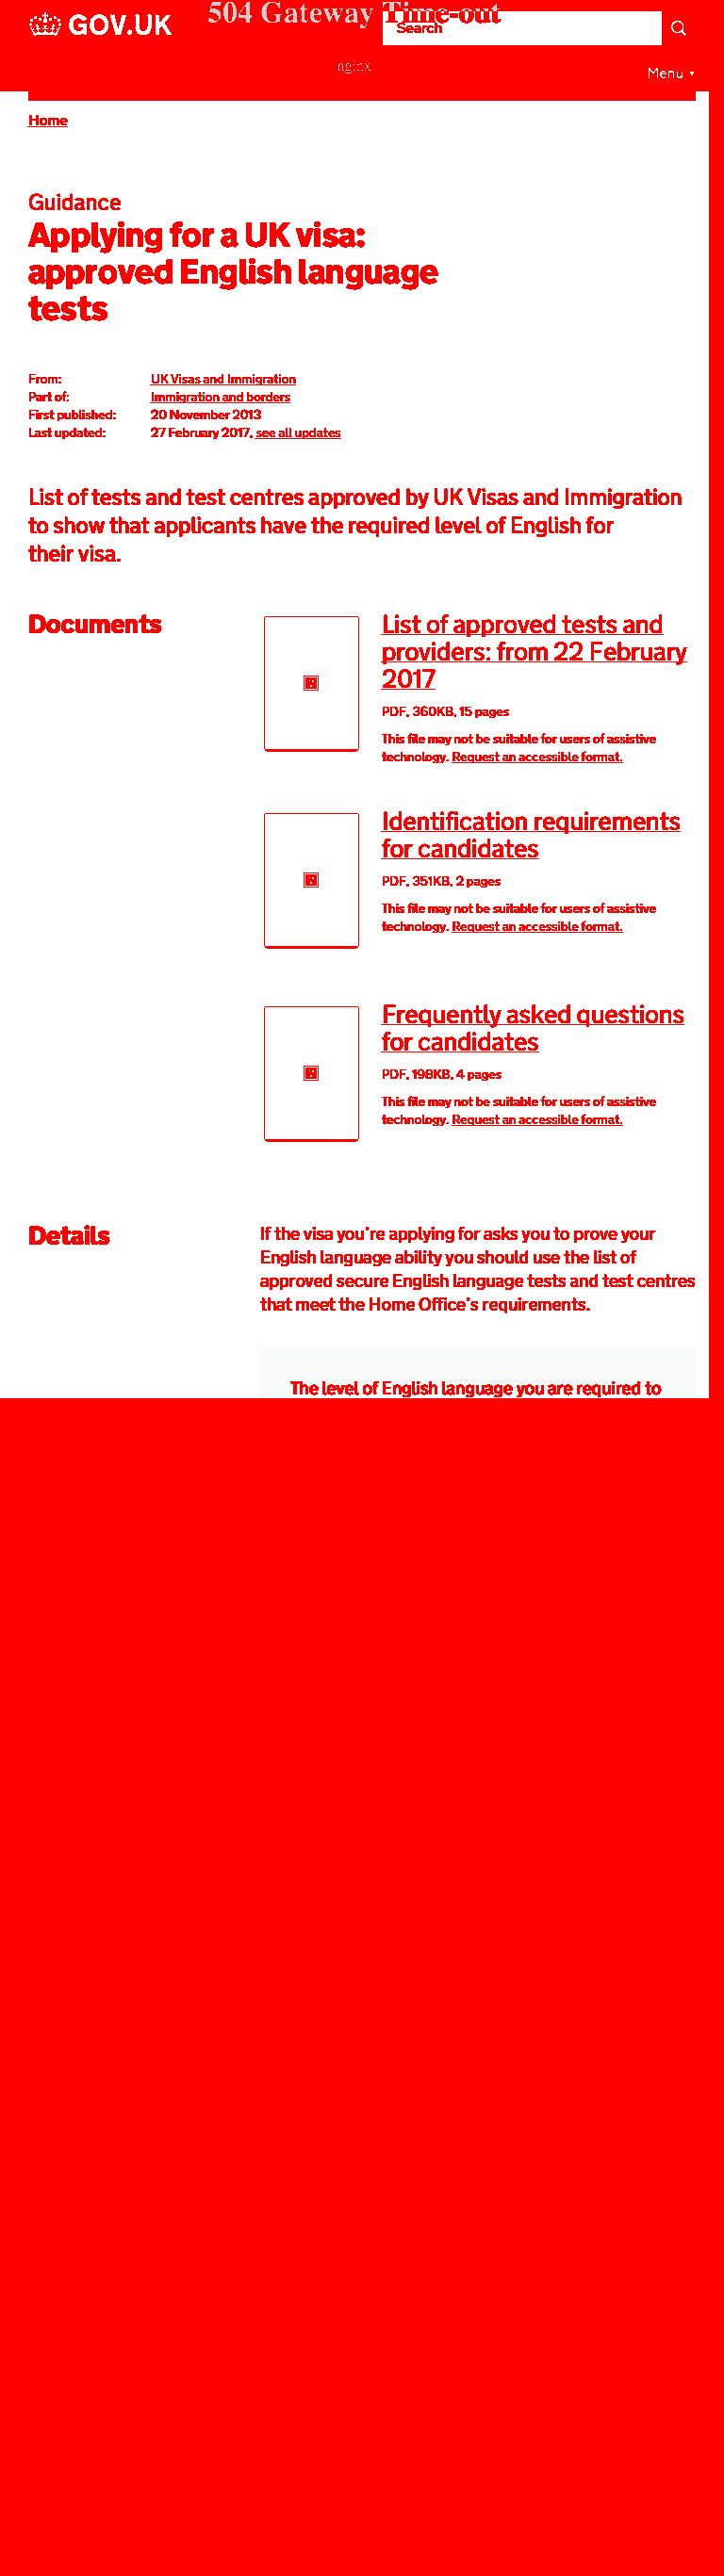 504 Gateway Time-out
GOV.UK
Search
nginx
Menu ▼
Home
Guidance
Applying for a UK visa:
approved English language
tests
From: UK Visas and Immigration
Part of: Immigration and borders
First published: 20 November 2013
Last updated: 27 February 2017, see all updates
List of tests and test centres approved by UK Visas and Immigration
to show that applicants have the required level of English for
their visa.
Documents
List of approved tests and
providers: from 22 February
2017
PDF, 360KB, 15 pages
This file may not be suitable for users of assistive
technology. Request an accessible format.
Identification requirements
for candidates
PDF, 351KB, 2 pages
This file may not be suitable for users of assistive
technology. Request an accessible format.
Frequently asked questions
for candidates
PDF, 198KB, 4 pages
This file may not be suitable for users of assistive
technology. Request an accessible format.
Details
If the visa you’re applying for asks you to prove your
English language ability you should use the list of
approved secure English language tests and test centres
that meet the Home Office’s requirements.
The level of English language you are required to